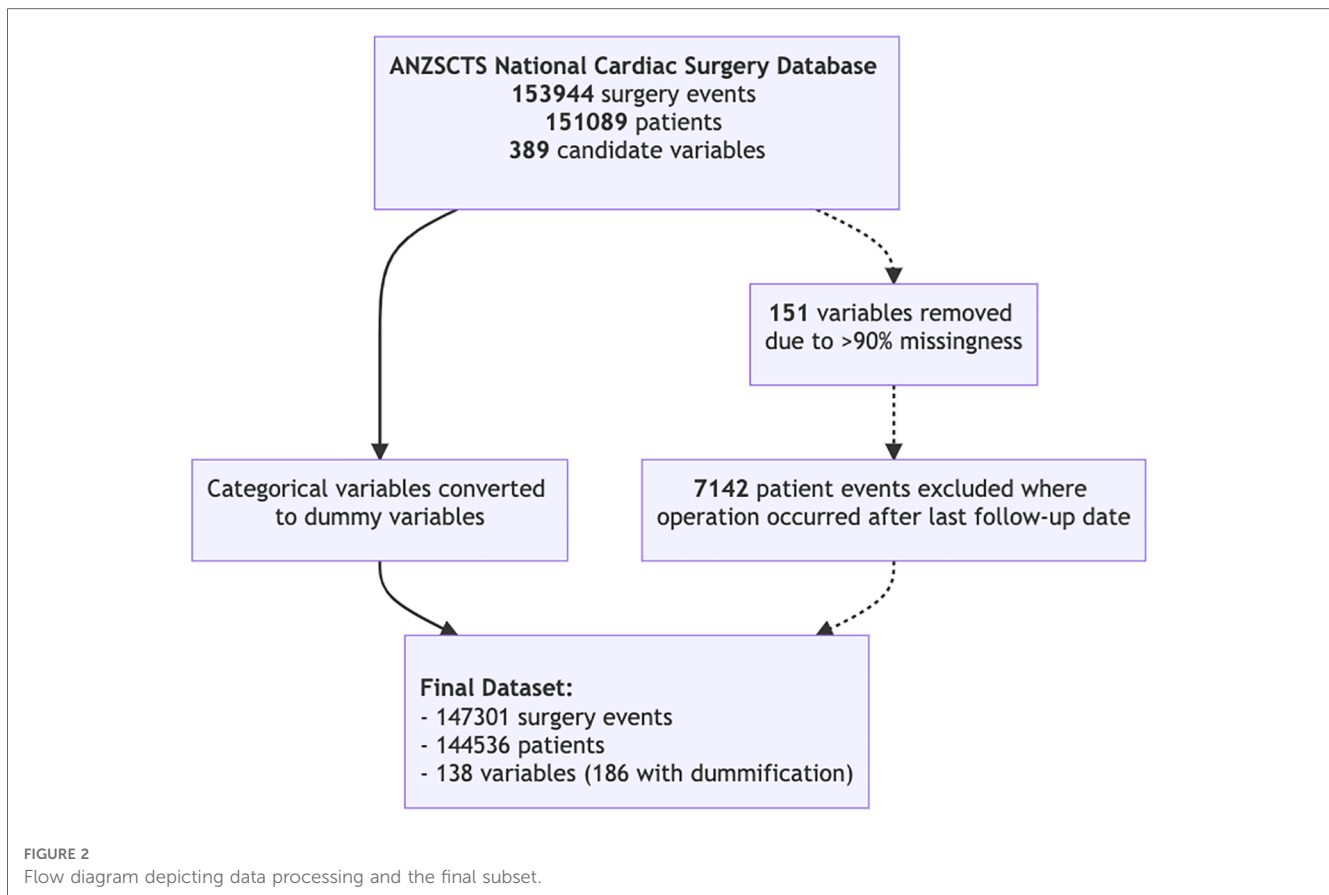 ANZSCTS National Cardiac Surgery Database
153944 surgery events
151089 patients
389 candidate variables
151 variables removed
due to >90% missingness
Categorical variables converted
to dummy variables
7142 patient events excluded where
operation occurred after last follow-up date
Final Dataset:
- 147301 surgery events
- 144536 patients
- 138 variables (186 with dummification)
FIGURE 2
Flow diagram depicting data processing and the final subset.